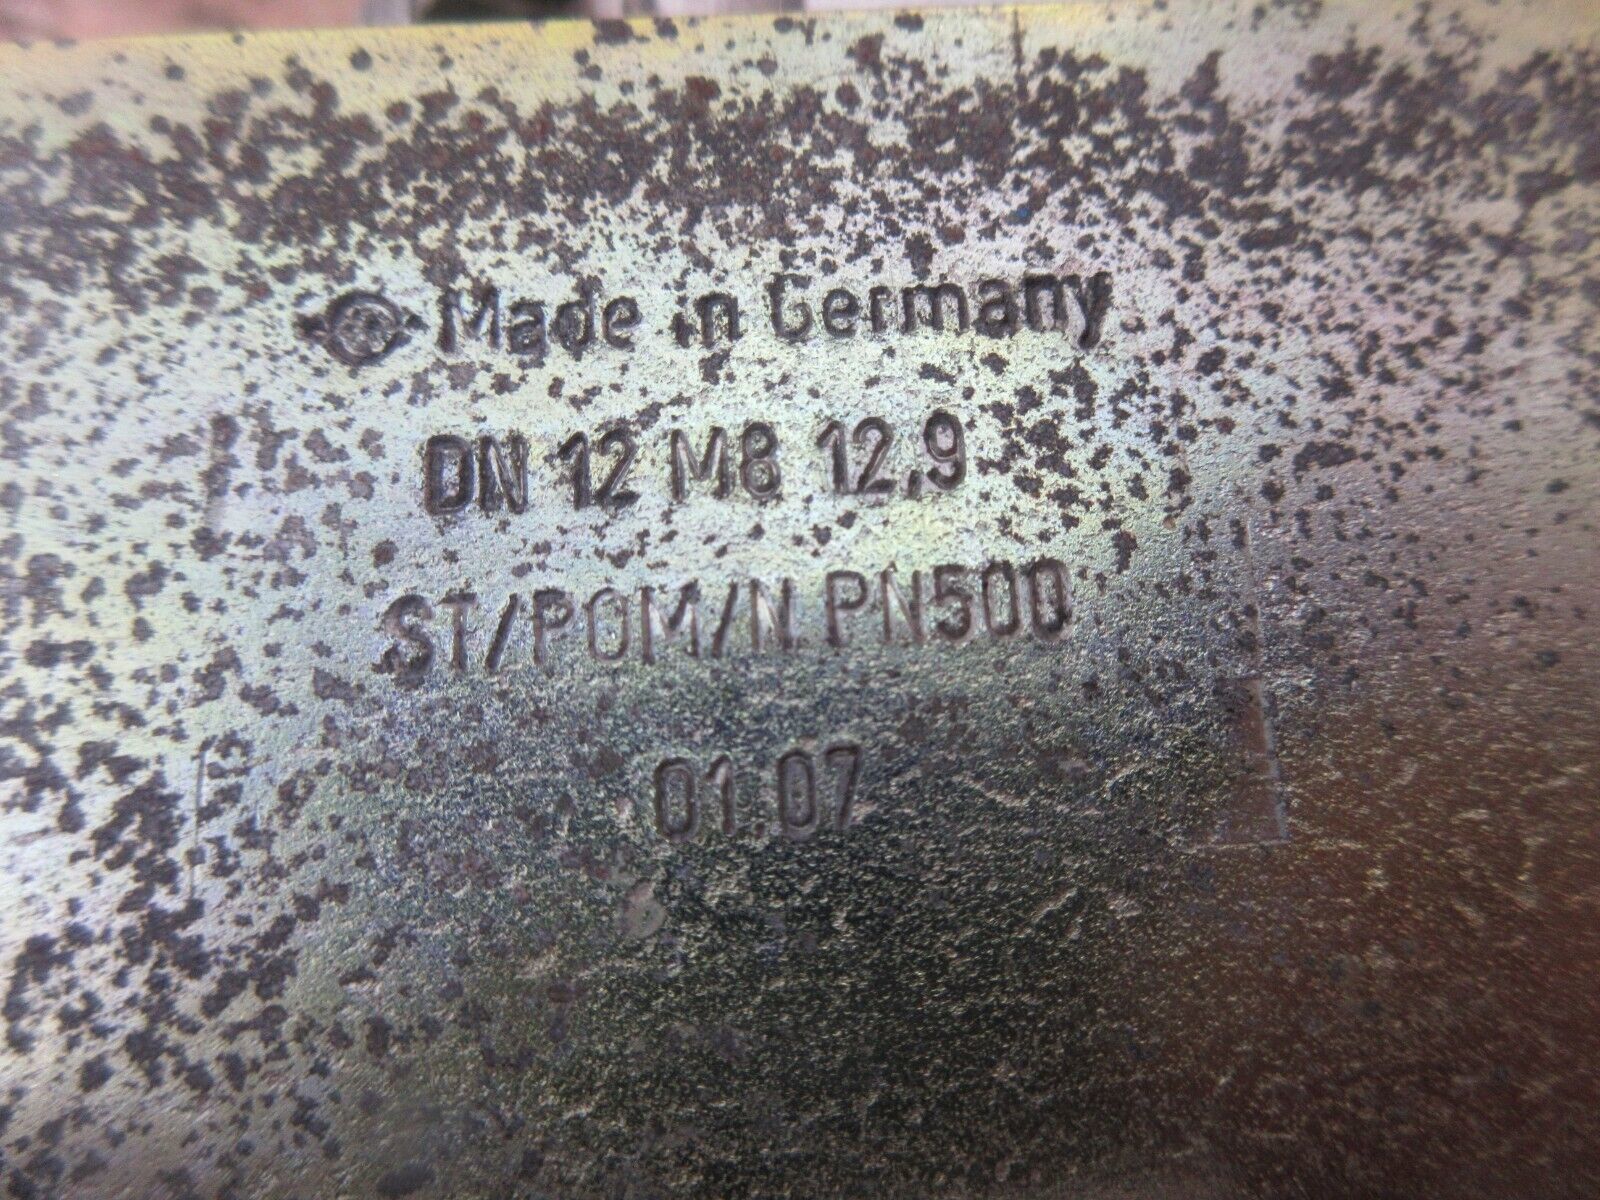 Made in Germany
DN 12 M8 12,9
ST/POM/N PN500
01.07